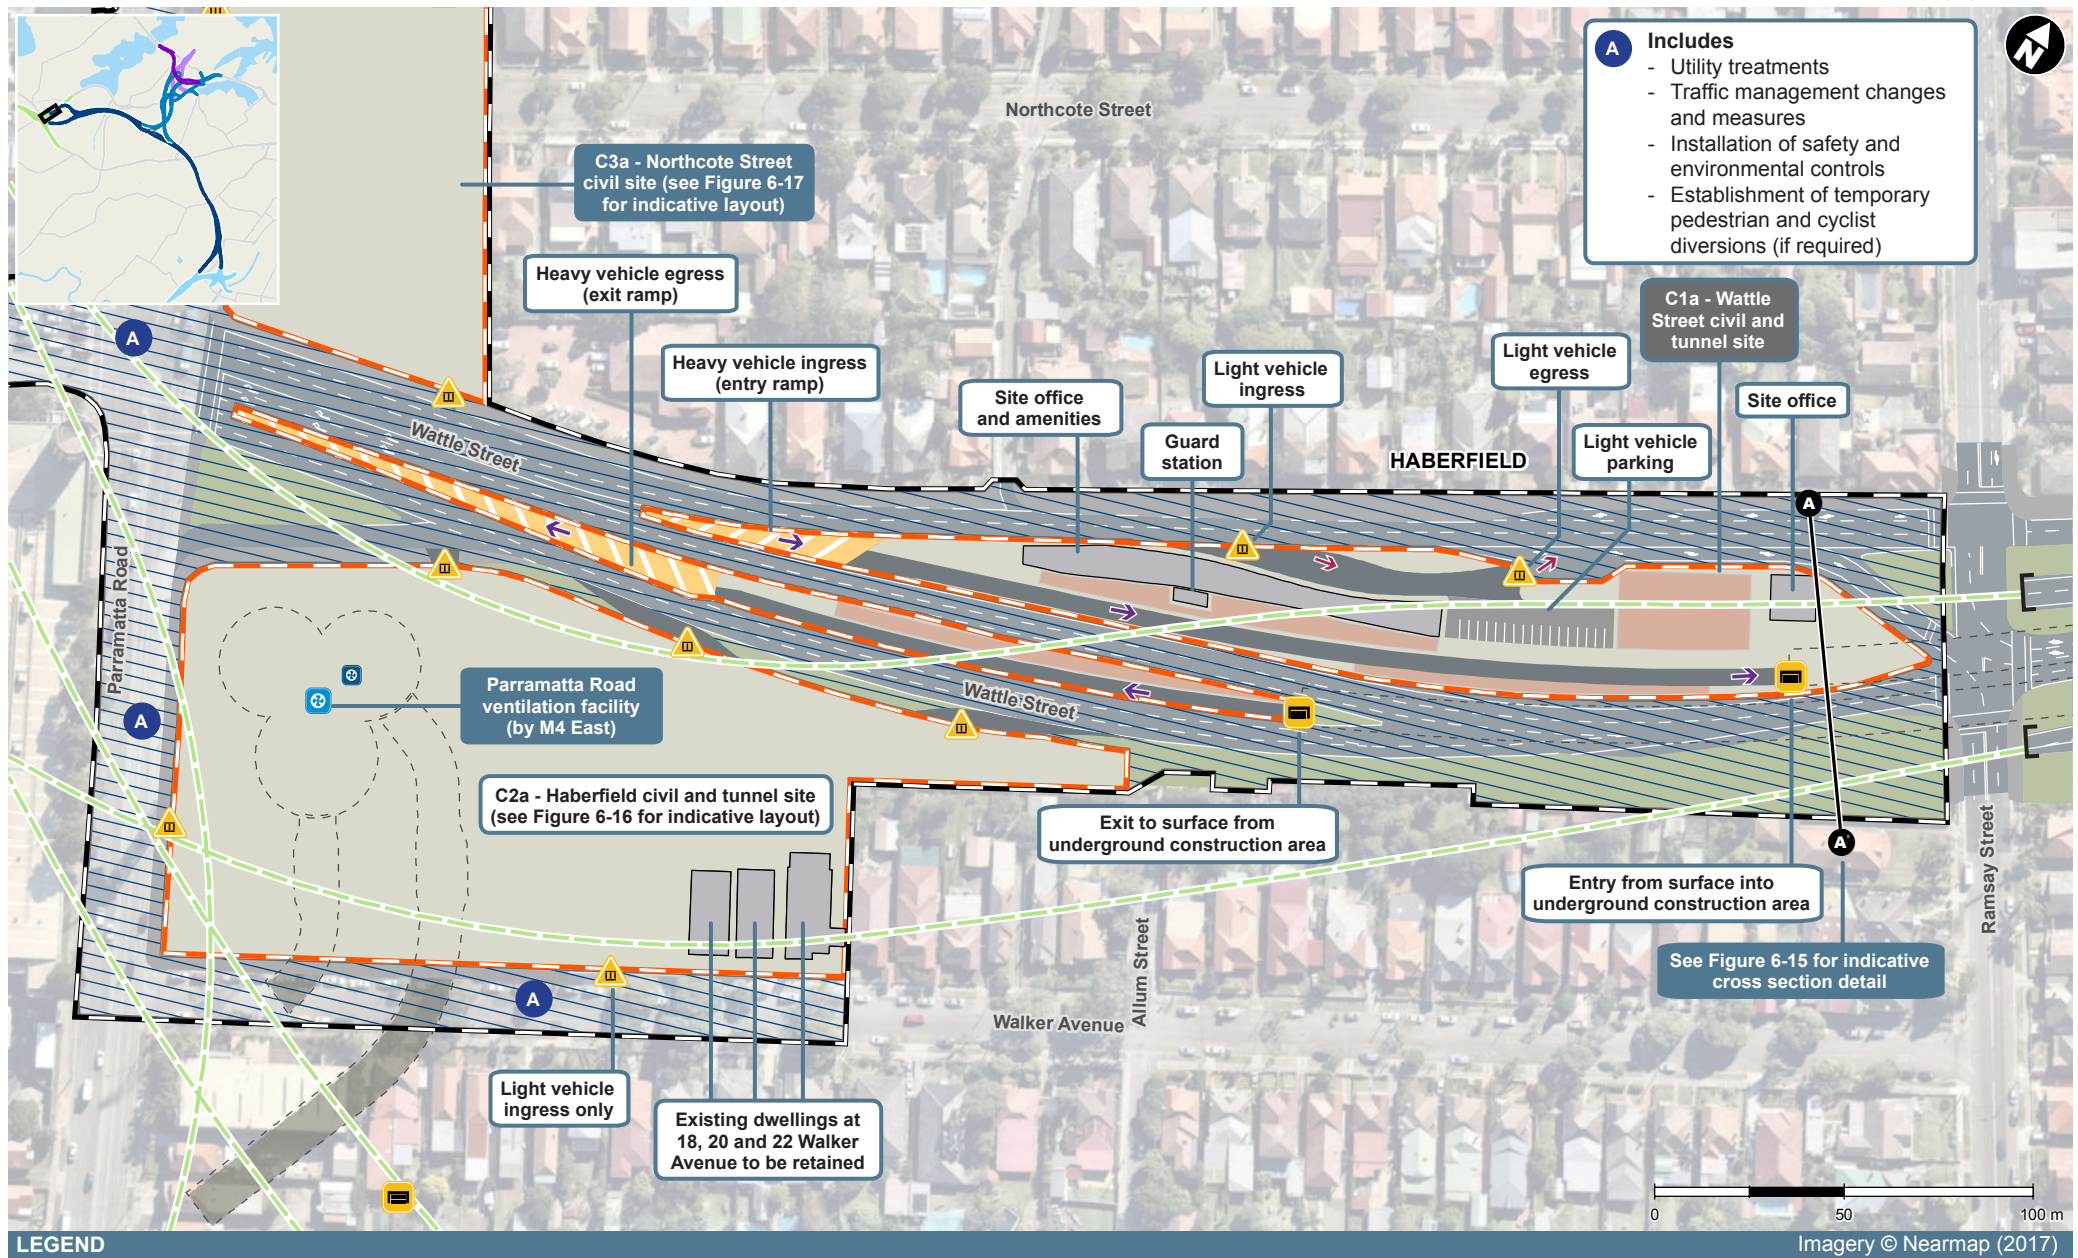 A Includes
- Utility treatments
- Traffic management changes
and measures
- Installation of safety and
environmental controls
- Establishment of temporary
pedestrian and cyclist
diversions (if required)
N
Northcote Street
C3a - Northcote Street
civil site (see Figure 6-17
for indicative layout)
Heavy vehicle egress
(exit ramp)
Heavy vehicle ingress
(entry ramp)
Site office
and amenities
Guard
station
Light vehicle
ingress
Light vehicle
egress
C1a - Wattle
Street civil and
tunnel site
Site office
Light vehicle
parking
HABERFIELD
A
A
Wattle Street
Parramatta Road
A
Parramatta Road
ventilation facility
(by M4 East)
Wattle Street
C2a - Haberfield civil and tunnel site
(see Figure 6-16 for indicative layout)
Exit to surface from
underground construction area
A'
Entry from surface into
underground construction area
Ramsay Street
See Figure 6-15 for indicative
cross section detail
Allum Street
Walker Avenue
A
Light vehicle
ingress only
Existing dwellings at
18, 20 and 22 Walker
Avenue to be retained
0 50 100 m
LEGEND
Imagery © Nearmap (2017)